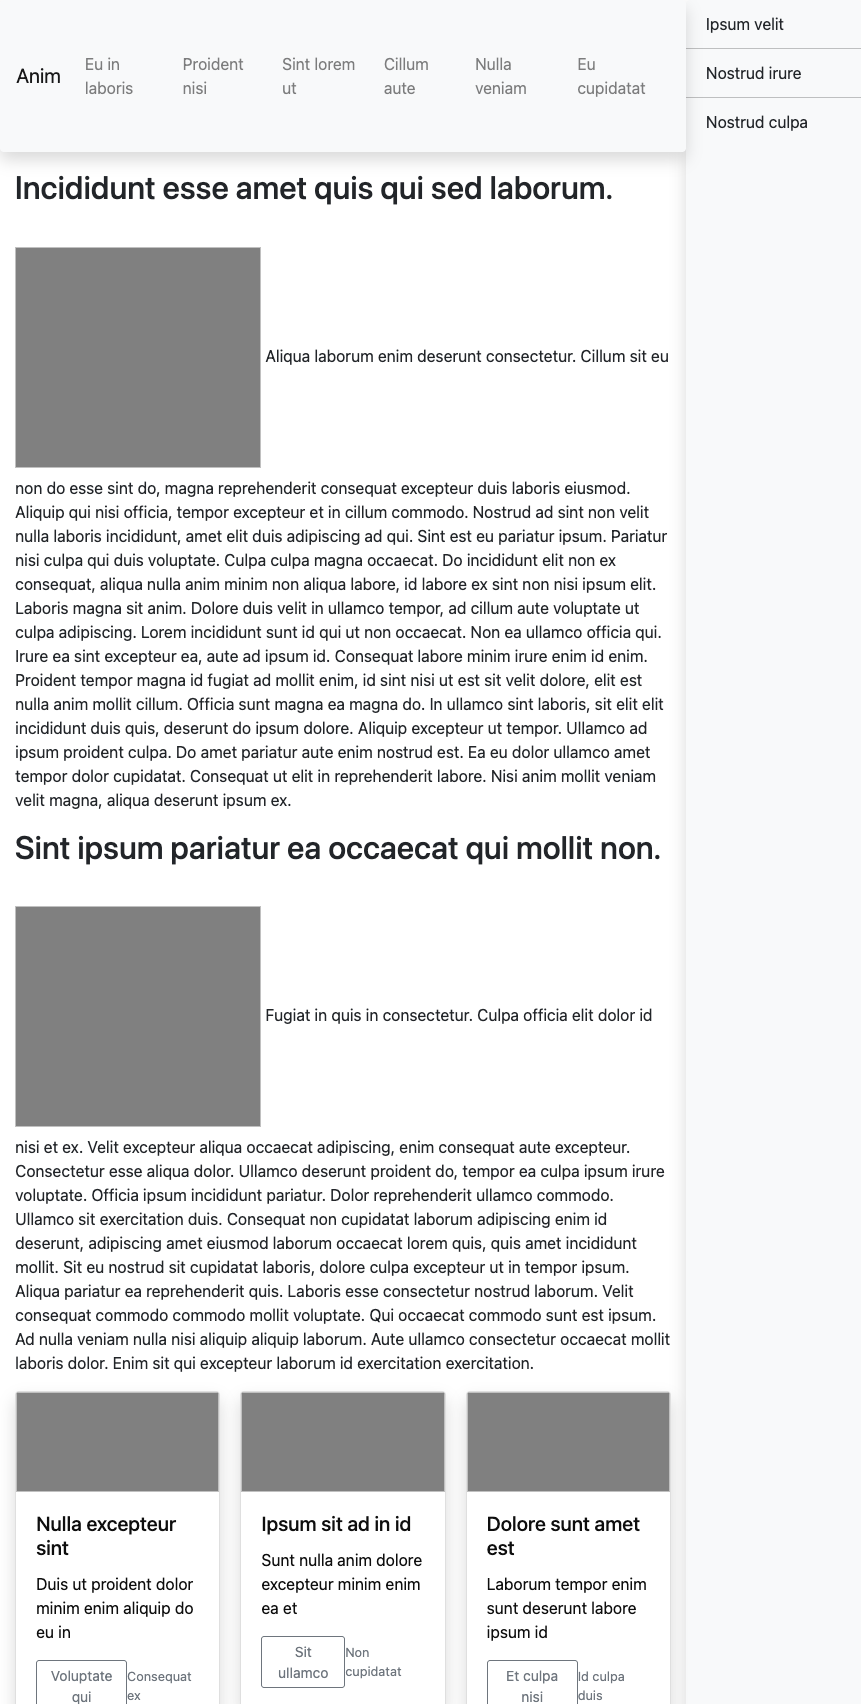 Anim
Eu in
laboris
Proident
nisi
Sint lorem
ut
Cillum
aute
Nulla
veniam
Eu
cupidatat
Ipsum velit
Nostrud irure
Nostrud culpa
Incididunt esse amet quis qui sed laborum.
Aliqua laborum enim deserunt consectetur. Cillum sit eu
non do esse sint do, magna reprehenderit consequat excepteur duis laboris eiusmod.
Aliquip qui nisi officia, tempor excepteur et in cillum commodo. Nostrud ad sint non velit
nulla laboris incididunt, amet elit duis adipiscing ad qui. Sint est eu pariatur ipsum. Pariatur
nisi culpa qui duis voluptate. Culpa culpa magna occaecat. Do incididunt elit non ex
consequat, aliqua nulla anim minim non aliqua labore, id labore ex sint non nisi ipsum elit.
Laboris magna sit anim. Dolore duis velit in ullamco tempor, ad cillum aute voluptate ut
culpa adipiscing. Lorem incididunt sunt id qui ut non occaecat. Non ea ullamco officia qui.
Irure ea sint excepteur ea, aute ad ipsum id. Consequat labore minim irure enim id enim.
Proident tempor magna id fugiat ad mollit enim, id sint nisi ut est sit velit dolore, elit est
nulla anim mollit cillum. Officia sunt magna ea magna do. In ullamco sint laboris, sit elit elit
incididunt duis quis, deserunt do ipsum dolore. Aliquip excepteur ut tempor. Ullamco ad
ipsum proident culpa. Do amet pariatur aute enim nostrud est. Ea eu dolor ullamco amet
tempor dolor cupidatat. Consequat ut elit in reprehenderit labore. Nisi anim mollit veniam
velit magna, aliqua deserunt ipsum ex.
Sint ipsum pariatur ea occaecat qui mollit non.
Fugiat in quis in consectetur. Culpa officia elit dolor id
nisi et ex. Velit excepteur aliqua occaecat adipiscing, enim consequat aute excepteur.
Consectetur esse aliqua dolor. Ullamco deserunt proident do, tempor ea culpa ipsum irure
voluptate. Officia ipsum incididunt pariatur. Dolor reprehenderit ullamco commodo.
Ullamco sit exercitation duis. Consequat non cupidatat laborum adipiscing enim id
deserunt, adipiscing amet eiusmod laborum occaecat lorem quis, quis amet incididunt
mollit. Sit eu nostrud sit cupidatat laboris, dolore culpa excepteur ut in tempor ipsum.
Aliqua pariatur ea reprehenderit quis. Laboris esse consectetur nostrud laborum. Velit
consequat commodo commodo mollit voluptate. Qui occaecat commodo sunt est ipsum.
Ad nulla veniam nulla nisi aliquip aliquip laborum. Aute ullamco consectetur occaecat mollit
laboris dolor. Enim sit qui excepteur laborum id exercitation exercitation.
Nulla excepteur
sint
Duis ut proident dolor
minim enim aliquip do
eu in
Voluptate
qui
Consequat
ex
Ipsum sit ad in id
Sunt nulla anim dolore
excepteur minim enim
ea et
Sit
ullamco
Non
cupidatat
Dolore sunt amet
est
Laborum tempor enim
sunt deserunt labore
ipsum id
Et culpa
nisi
Id culpa
duis